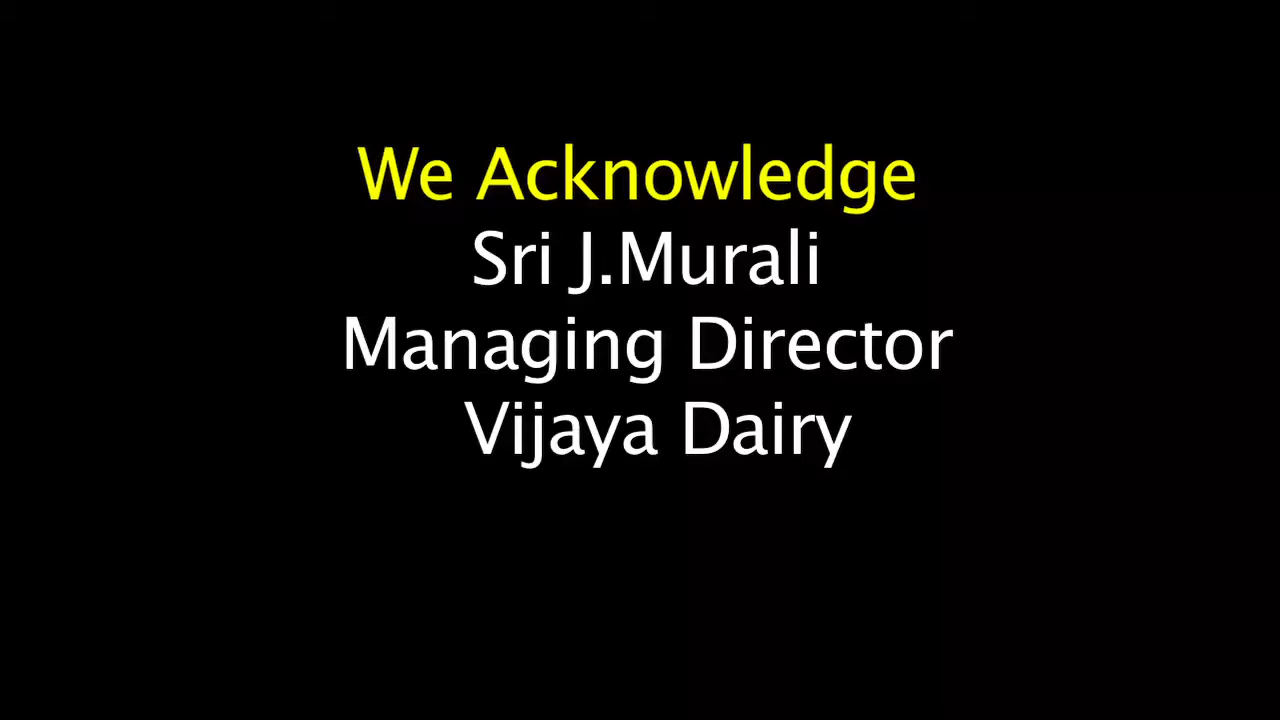 We Acknowledge
Sri J.Murali
Managing Director
Vijaya Dairy